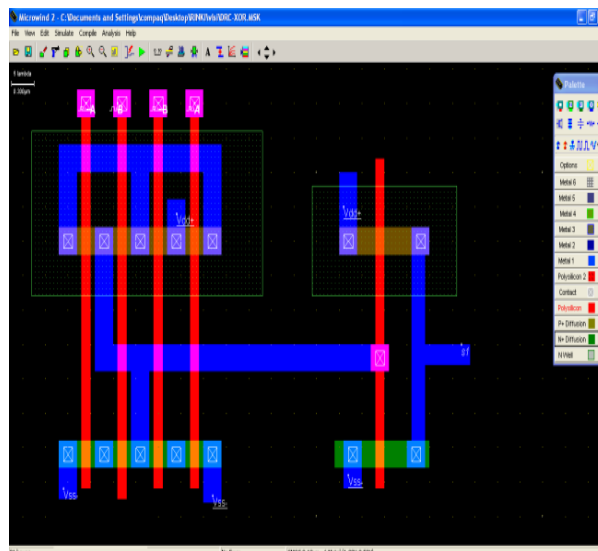 Microwind 2 - C:\Documents and Settings\compaq\Desktop\RINKI\vlsi\DRC-XOR.MSK
File View Edit Simulate Compile Analysis Help
5 lambda
A B B A
Vdd+
Vdd+
Vss-
Vss-
Vss-
Palette
Options
Metal 6
Metal 5
Metal 4
Metal 3
Metal 2
Metal 1
Polysilicon 2
Contact
Polysilicon
P+ Diffusion
N+ Diffusion
N Well